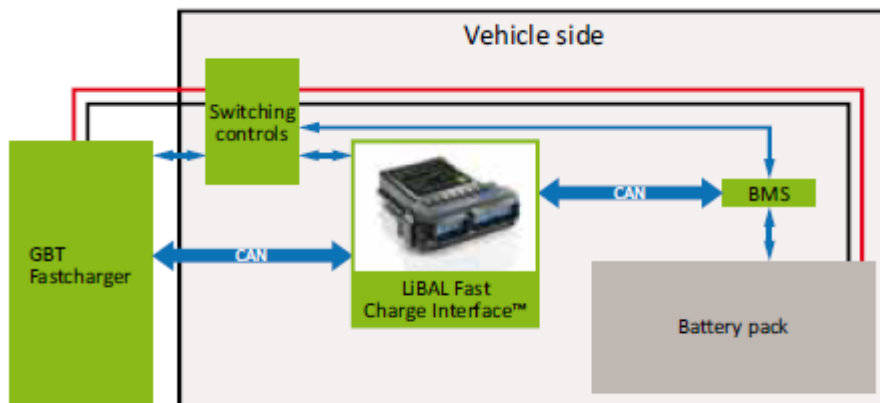 Vehicle side
Switching
controls
GBT
Fastcharger
CAN
CAN
BMS
LiBAL Fast
Charge Interface™
Battery pack